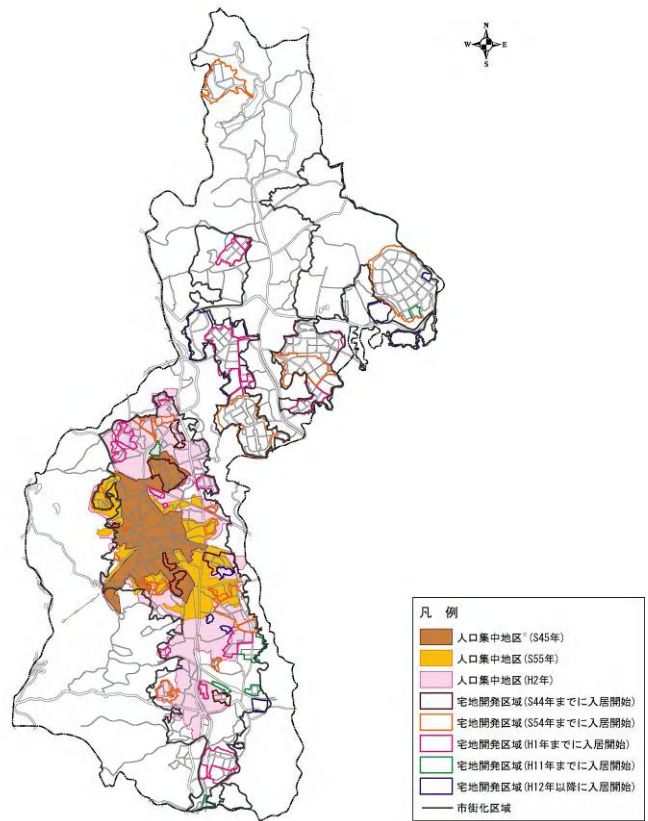 N
W E
S
凡 例
人口集中地区※(S45年)
人口集中地区(S55年)
人口集中地区(H2年)
宅地開発区域(S44年までに入居開始)
宅地開発区域(S54年までに入居開始)
宅地開発区域(H1年までに入居開始)
宅地開発区域(H11年までに入居開始)
宅地開発区域(H12年以降に入居開始)
市街化区域